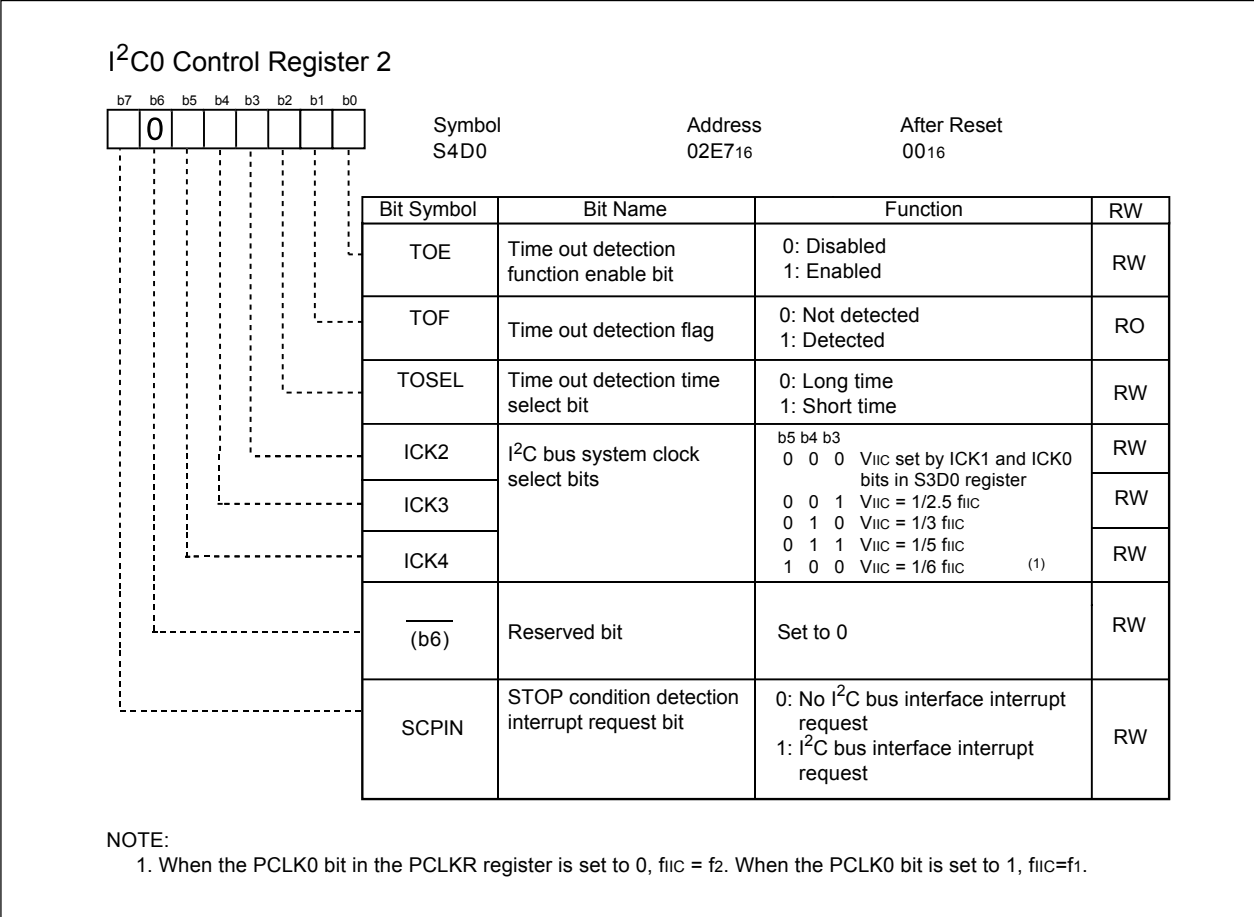 I²C0 Control Register 2
b7 b6 b5 b4 b3 b2 b1 b0
0
Symbol Address After Reset
S4D0 02E716 0016
Bit Symbol Bit Name Function RW
TOE Time out detection function enable bit 0: Disabled RW
1: Enabled
TOF Time out detection flag 0: Not detected RO
1: Detected
TOSEL Time out detection time select bit 0: Long time RW
1: Short time
ICK2 I²C bus system clock select bits b5 b4 b3 RW
0 0 0 VIIC set by ICK1 and ICK0
bits in S3D0 register
ICK3 0 0 1 VIIC = 1/2.5 fIIC RW
0 1 0 VIIC = 1/3 fIIC
ICK4 0 1 1 VIIC = 1/5 fIIC RW
1 0 0 VIIC = 1/6 fIIC (1)
(b6) Reserved bit Set to 0 RW
SCPIN STOP condition detection interrupt request bit 0: No I²C bus interface interrupt RW
request
1: I²C bus interface interrupt
request
NOTE:
1. When the PCLK0 bit in the PCLKR register is set to 0, fIIC = f2. When the PCLK0 bit is set to 1, fIIC=f1.